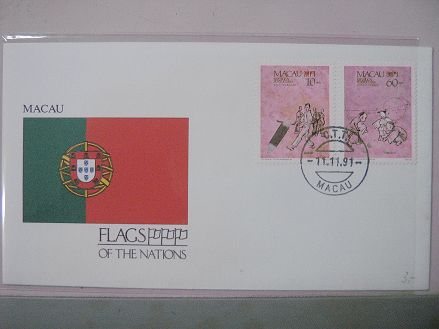 MACAU
FLAGS
OF THE NATIONS
MACAU 澳門
10
MACAU 澳門
60
C.T.T.
-11.11.91-
MACAU